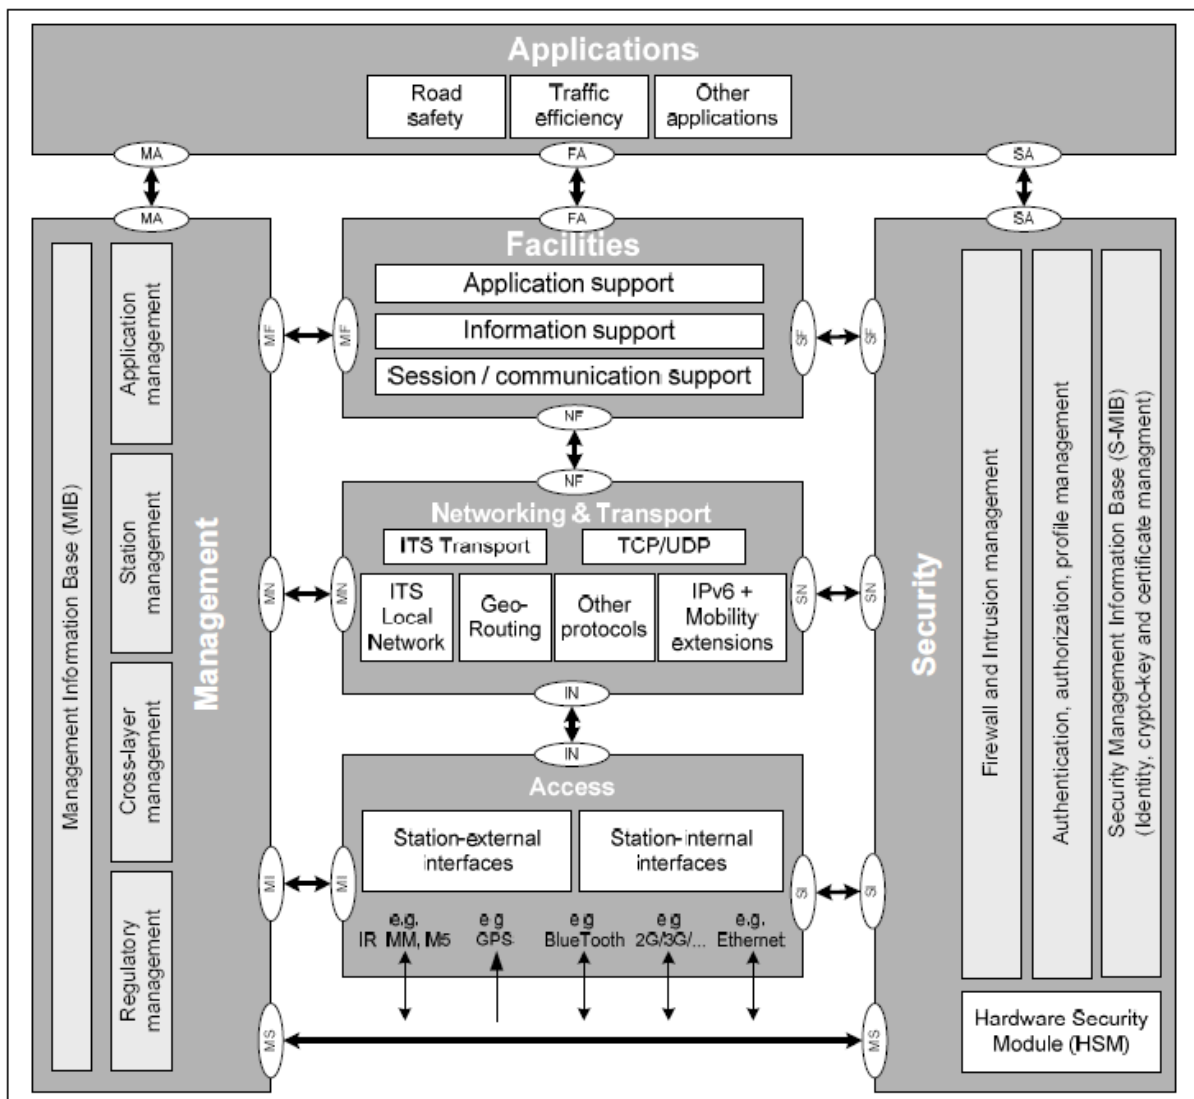 Applications
Road
safety
Traffic
efficiency
Other
applications
MA
FA
SA
MA
FA
SA
Management Information Base (MIB)
Application
management
Station
management
Cross-layer
management
Regulatory
management
Management
MF
MF
MN
MN
MI
MI
MS
Facilities
Application support
Information support
Session / communication support
NF
NF
Networking & Transport
ITS Transport
TCP/UDP
ITS
Local
Network
Geo-
Routing
Other
protocols
IPv6 +
Mobility
extensions
IN
IN
Access
Station-external
interfaces
Station-internal
interfaces
e.g.
IR MM, M5
e.g
GPS
e.g
BlueTooth
e.g
2G/3G/...
e.g.
Ethernet
SF
SF
SN
SN
SI
SI
MS
Security
Firewall and Intrusion management
Authentication, authorization, profile management
Security Management Information Base (S-MIB)
(Identity, crypto-key and certificate managment)
Hardware Security
Module (HSM)